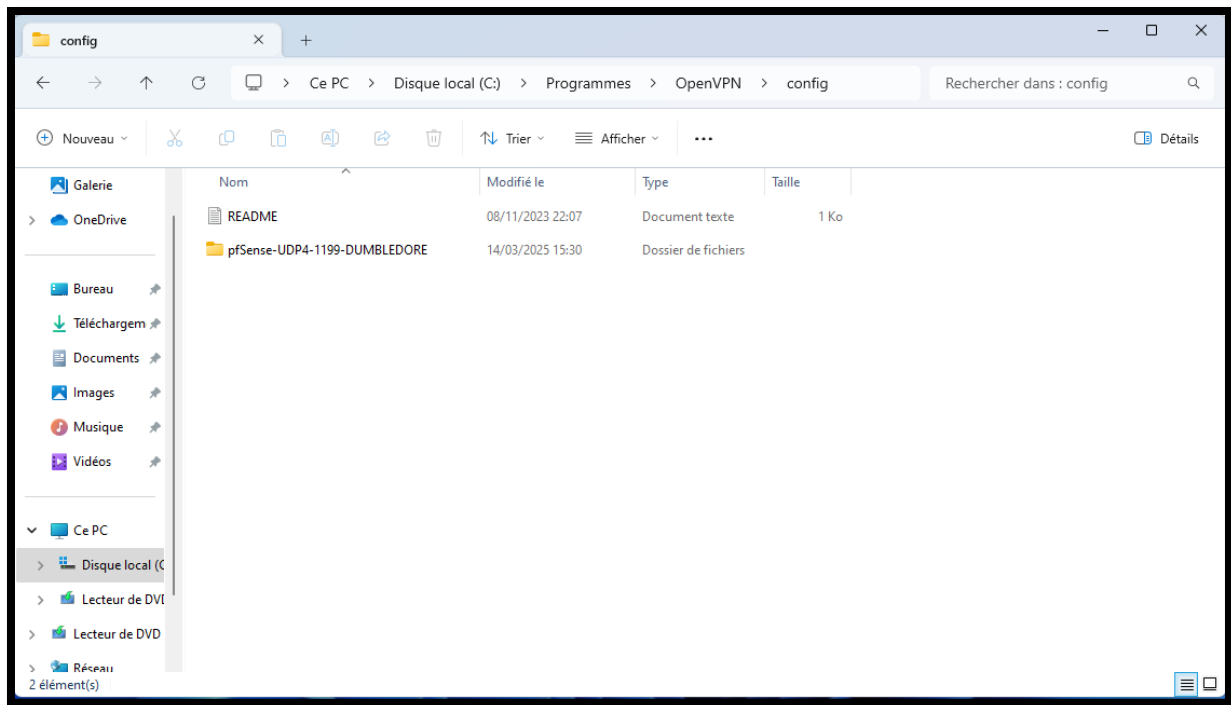 config
Ce PC > Disque local (C:) > Programmes > OpenVPN > config
Rechercher dans : config
Nouveau
Trier
Afficher
Détails
Galerie
OneDrive
Bureau
Téléchargem
Documents
Images
Musique
Vidéos
Ce PC
Disque local (C
Lecteur de DVD
Lecteur de DVD
Réseau
Nom Modifié le Type Taille
README 08/11/2023 22:07 Document texte 1 Ko
pfSense-UDP4-1199-DUMBLEDORE 14/03/2025 15:30 Dossier de fichiers
2 élément(s)